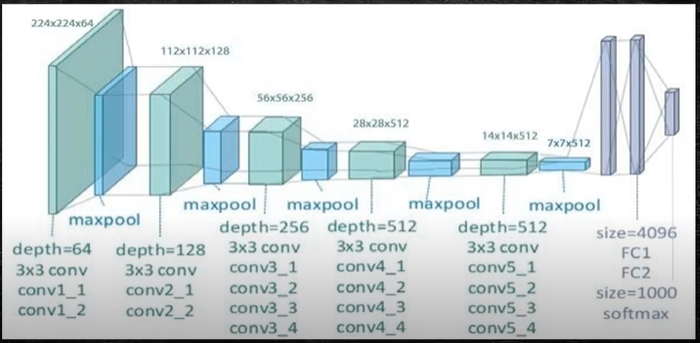 224x224x64
112x112x128
56x56x256
28x28x512
14x14x512
7x7x512
maxpool
maxpool
maxpool
maxpool
maxpool
depth=64
3x3 conv
conv1_1
conv1_2
depth=128
3x3 conv
conv2_1
conv2_2
depth=256
3x3 conv
conv3_1
conv3_2
conv3_3
conv3_4
depth=512
3x3 conv
conv4_1
conv4_2
conv4_3
conv4_4
depth=512
3x3 conv
conv5_1
conv5_2
conv5_3
conv5_4
size=4096
FC1
FC2
size=1000
softmax